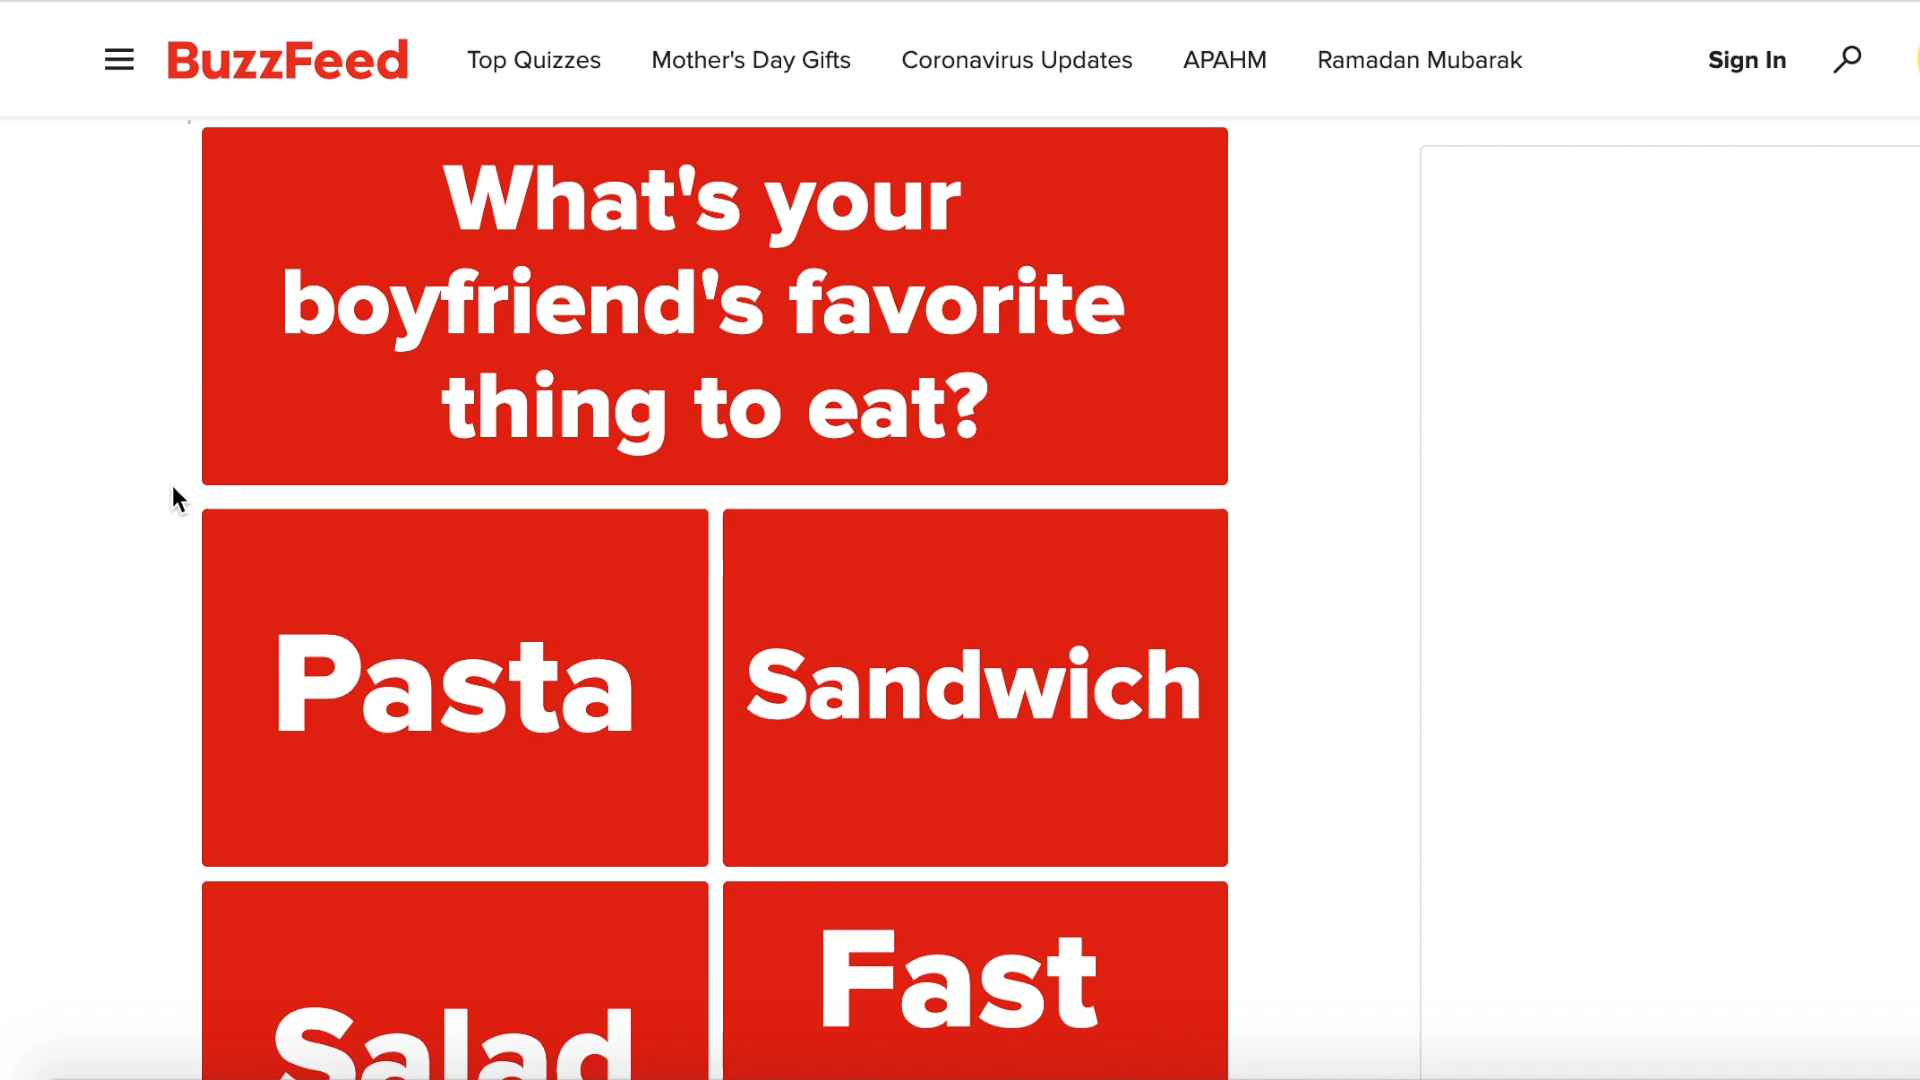 BuzzFeed Top Quizzes Mother's Day Gifts Coronavirus Updates APAHM Ramadan Mubarak Sign In
What's your
boyfriend's favorite
thing to eat?
Pasta Sandwich
Salad Fast